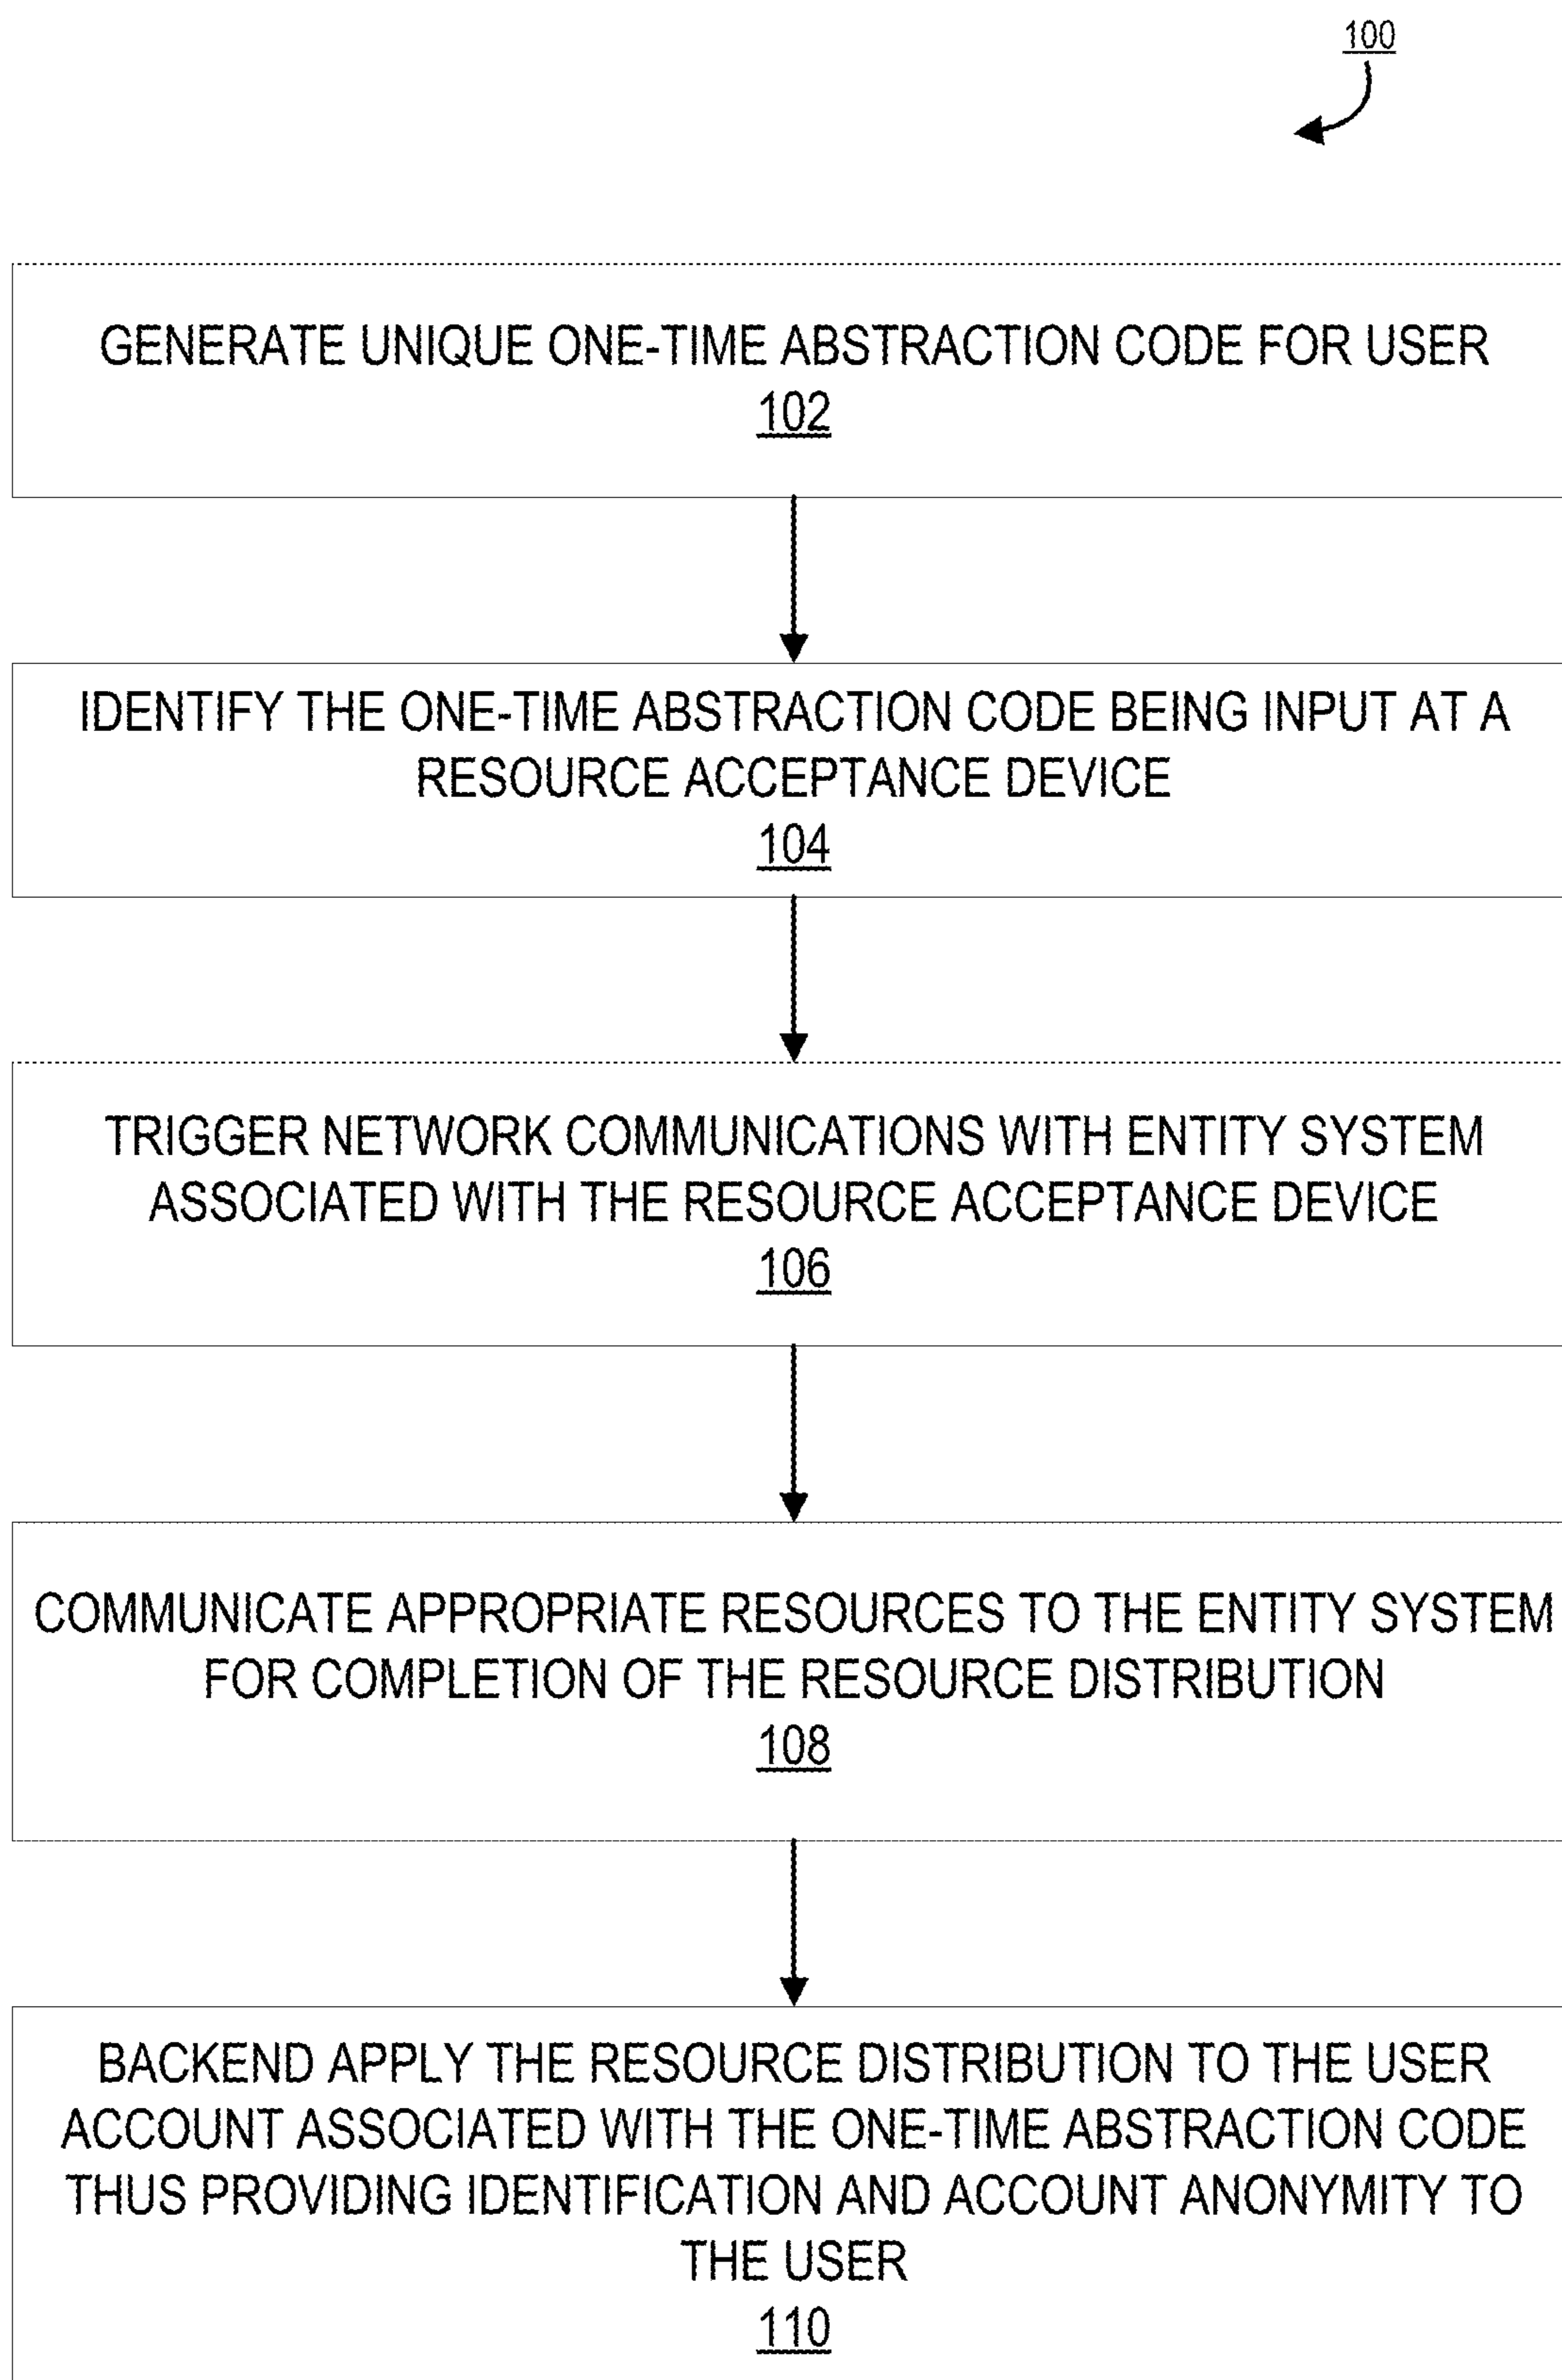 100
GENERATE UNIQUE ONE-TIME ABSTRACTION CODE FOR USER
102
IDENTIFY THE ONE-TIME ABSTRACTION CODE BEING INPUT AT A
RESOURCE ACCEPTANCE DEVICE
104
TRIGGER NETWORK COMMUNICATIONS WITH ENTITY SYSTEM
ASSOCIATED WITH THE RESOURCE ACCEPTANCE DEVICE
106
COMMUNICATE APPROPRIATE RESOURCES TO THE ENTITY SYSTEM
FOR COMPLETION OF THE RESOURCE DISTRIBUTION
108
BACKEND APPLY THE RESOURCE DISTRIBUTION TO THE USER
ACCOUNT ASSOCIATED WITH THE ONE-TIME ABSTRACTION CODE
THUS PROVIDING IDENTIFICATION AND ACCOUNT ANONYMITY TO
THE USER
110